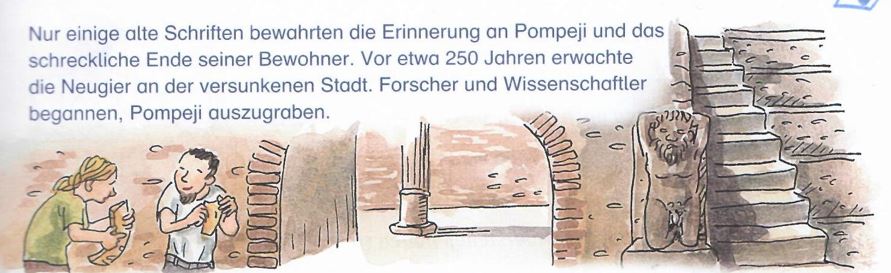 Nur einige alte Schriften bewahrten die Erinnerung an Pompeji und das
schreckliche Ende seiner Bewohner. Vor etwa 250 Jahren erwachte
die Neugier an der versunkenen Stadt. Forscher und Wissenschaftler
begannen, Pompeji auszugraben.